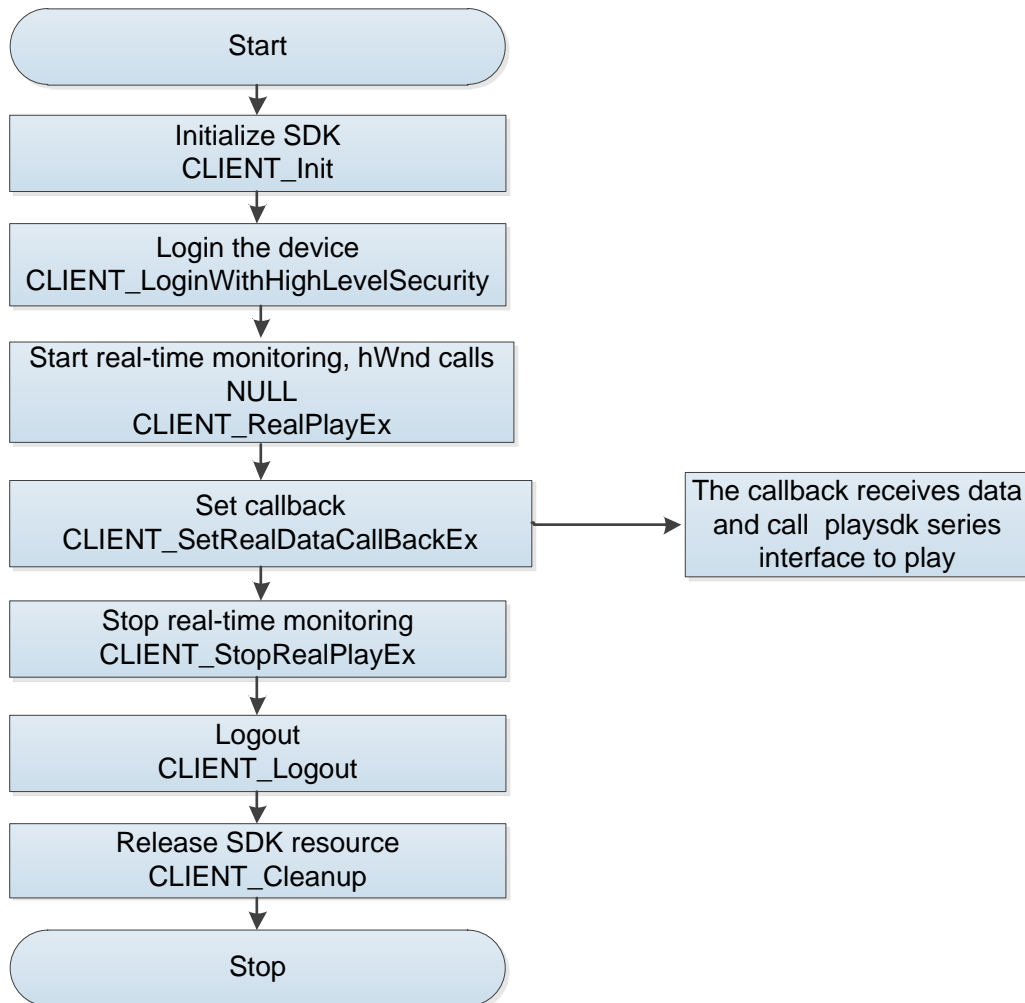 Start
Initialize SDK
CLIENT_Init
Login the device
CLIENT_LoginWithHighLevelSecurity
Start real-time monitoring, hWnd calls
NULL
CLIENT_RealPlayEx
Set callback
CLIENT_SetRealDataCallBackEx
The callback receives data
and call playsdk series
interface to play
Stop real-time monitoring
CLIENT_StopRealPlayEx
Logout
CLIENT_Logout
Release SDK resource
CLIENT_Cleanup
Stop